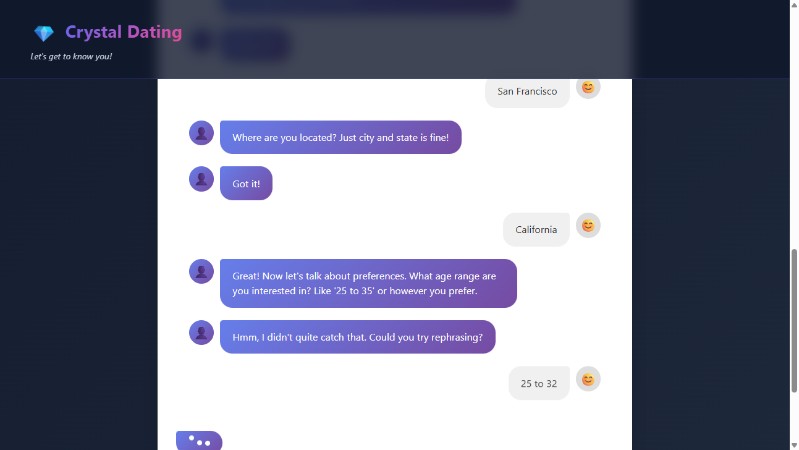 Crystal Dating
Let's get to know you!
San Francisco
Where are you located? Just city and state is fine!
Got it!
California
Great! Now let's talk about preferences. What age range are
you interested in? Like '25 to 35' or however you prefer.
Hmm, I didn't quite catch that. Could you try rephrasing?
25 to 32